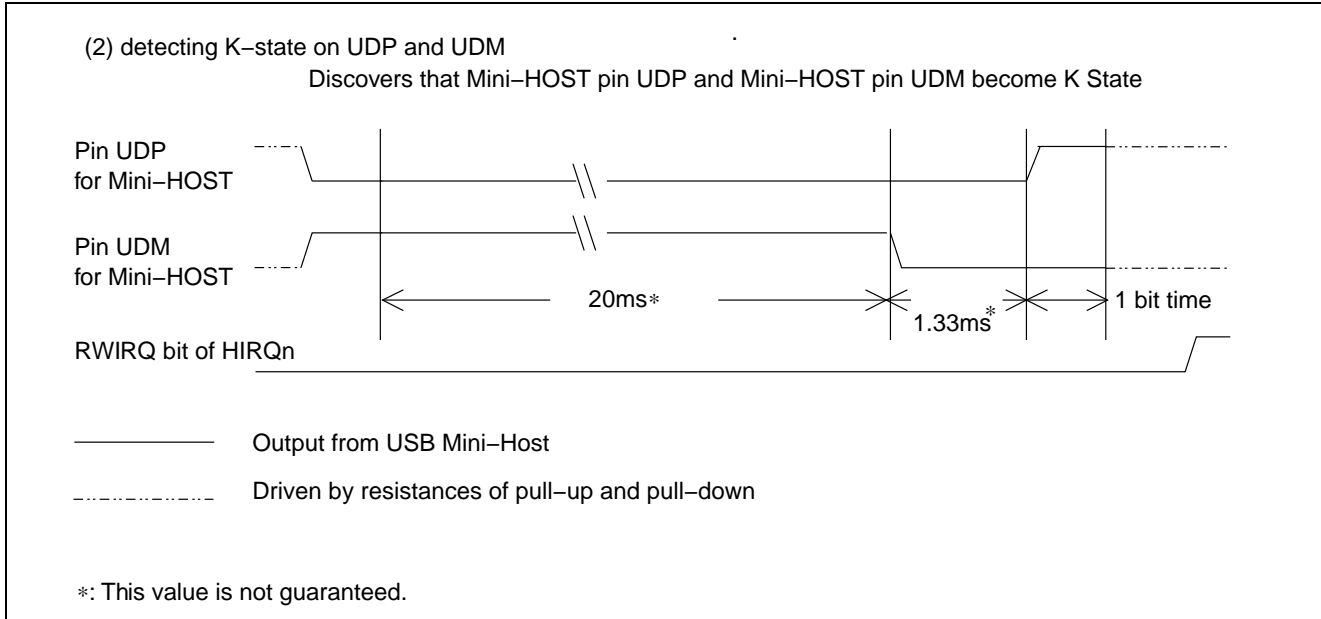 (2) detecting K−state on UDP and UDM
Discovers that Mini−HOST pin UDP and Mini−HOST pin UDM become K State
Pin UDP
for Mini−HOST
Pin UDM
for Mini−HOST
20ms*
1.33ms*
1 bit time
RWIRQ bit of HIRQn
Output from USB Mini−Host
Driven by resistances of pull−up and pull−down
*: This value is not guaranteed.